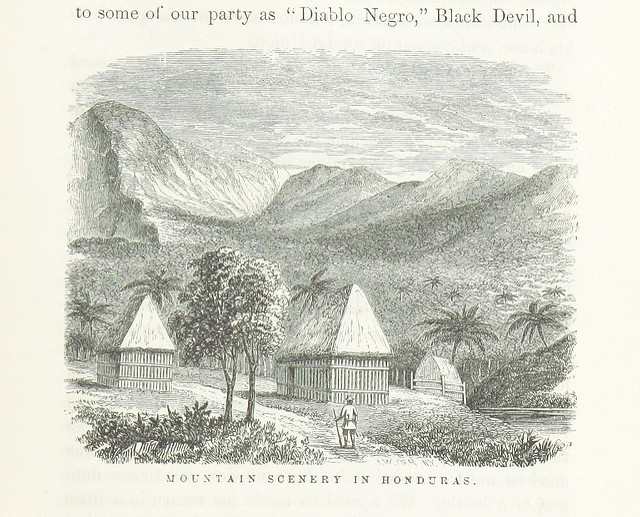 to some of our party as "Diablo Negro," Black Devil, and
MOUNTAIN SCENERY IN HONDURAS.